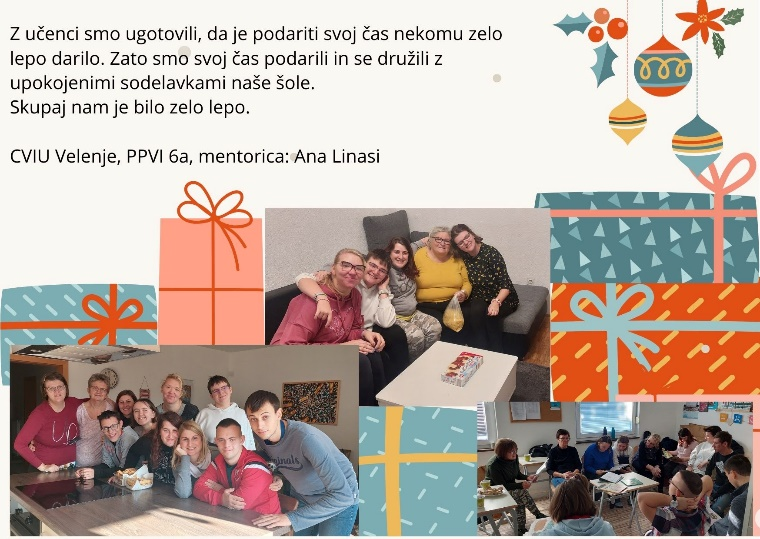 Z učenci smo ugotovili, da je podariti svoj čas nekomu zelo
lepo darilo. Zato smo svoj čas podarili in se družili z
upokojenimi sodelavkami naše šole.
Skupaj nam je bilo zelo lepo.
CVIU Velenje, PPVI 6a, mentorica: Ana Linasi